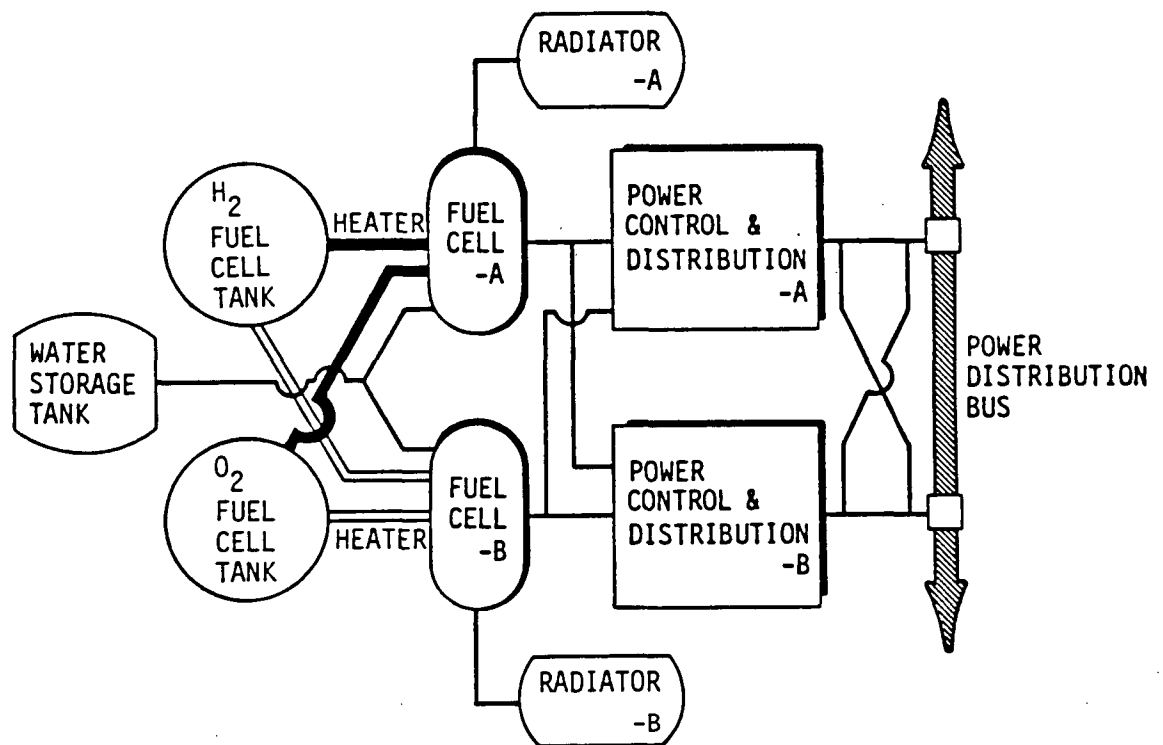 RADIATOR
-A
H2
FUEL
CELL
TANK
HEATER
FUEL
CELL
-A
POWER
CONTROL &
DISTRIBUTION
-A
WATER
STORAGE
TANK
POWER
DISTRIBUTION
BUS
O2
FUEL
CELL
TANK
HEATER
FUEL
CELL
-B
POWER
CONTROL &
DISTRIBUTION
-B
RADIATOR
-B